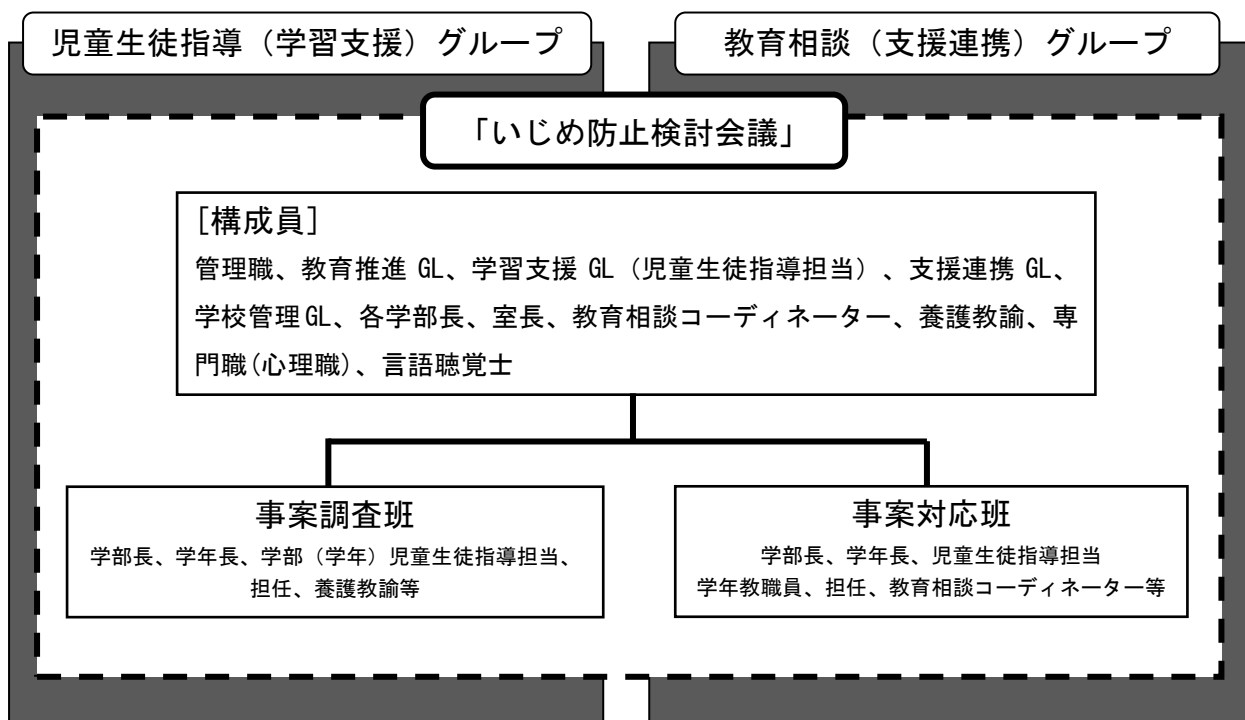 児童生徒指導（学習支援）グループ
教育相談（支援連携）グループ
「いじめ防止検討会議」
[構成員]
管理職、教育推進 GL、学習支援 GL（児童生徒指導担当）、支援連携 GL、
学校管理 GL、各学部長、室長、教育相談コーディネーター、養護教諭、専
門職(心理職)、言語聴覚士
事案調査班
学部長、学年長、学部（学年）児童生徒指導担当、
担任、養護教諭等
事案対応班
学部長、学年長、児童生徒指導担当
学年教職員、担任、教育相談コーディネーター等